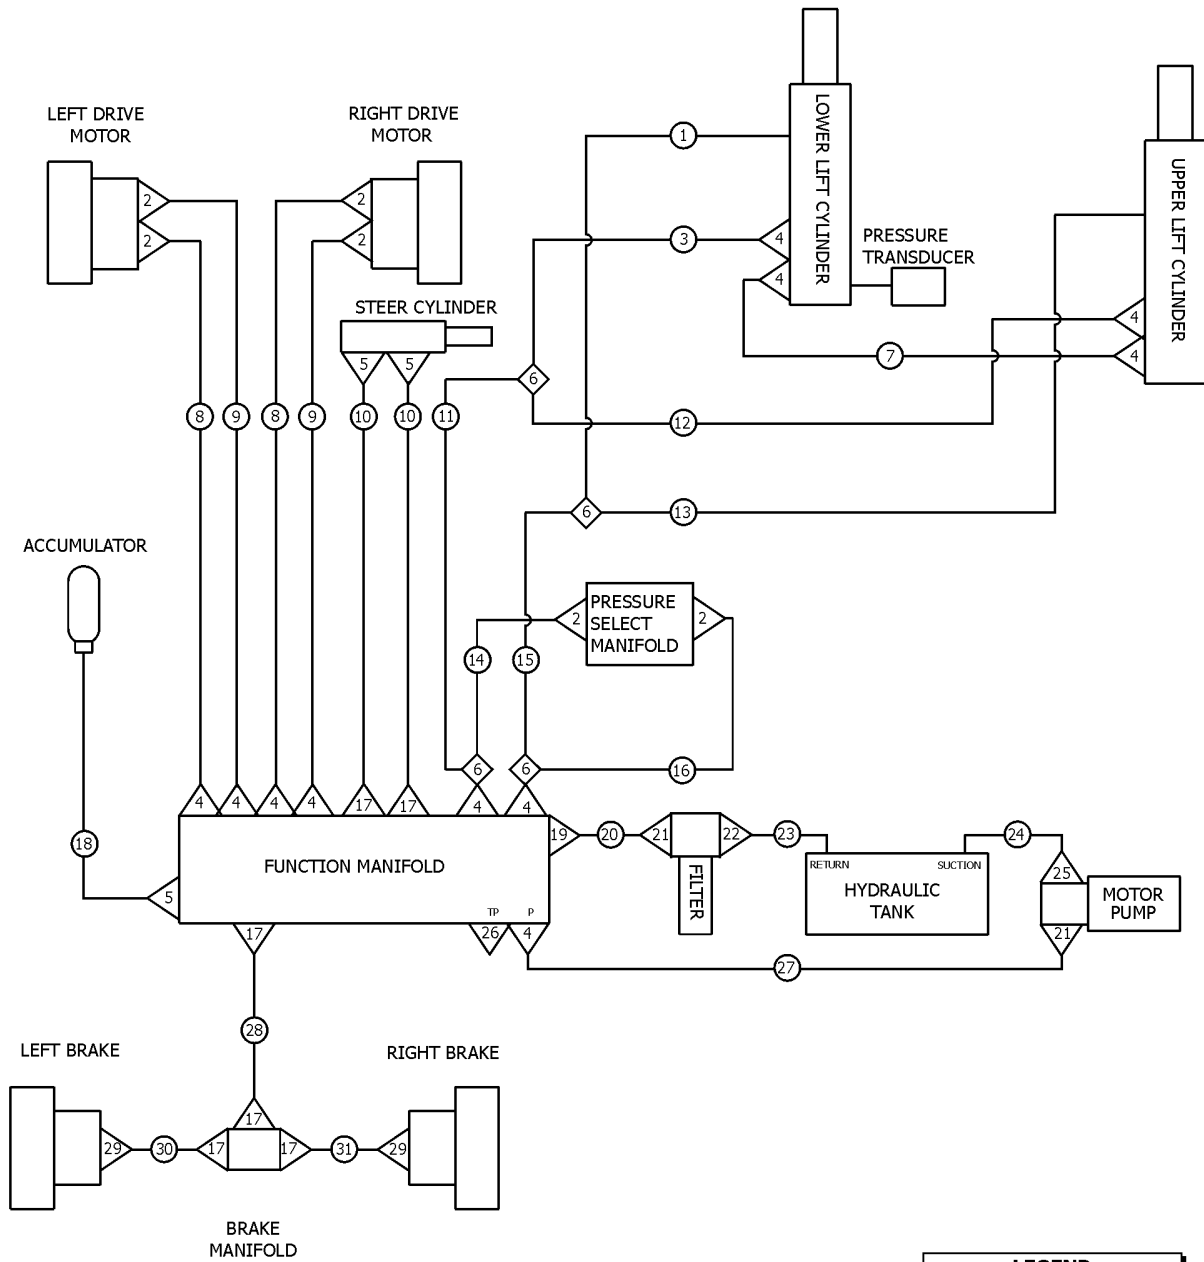 LEFT DRIVE
MOTOR
RIGHT DRIVE
MOTOR
LOWER LIFT CYLINDER
UPPER LIFT CYLINDER
1
2
2
2
2
3
4
4
PRESSURE
TRANSDUCER
STEER CYLINDER
4
4
5
5
7
6
11
8
9
8
9
10
10
12
6
13
ACCUMULATOR
PRESSURE
SELECT
MANIFOLD
2
2
14
15
6
6
16
4
4
4
4
17
17
4
4
18
19
20
21
22
23
24
RETURN
SUCTION
FUNCTION MANIFOLD
FILTER
HYDRAULIC
TANK
25
MOTOR
PUMP
5
TP
P
17
26
4
21
27
28
LEFT BRAKE
RIGHT BRAKE
17
29
30
17
17
31
29
BRAKE
MANIFOLD
LEGEND